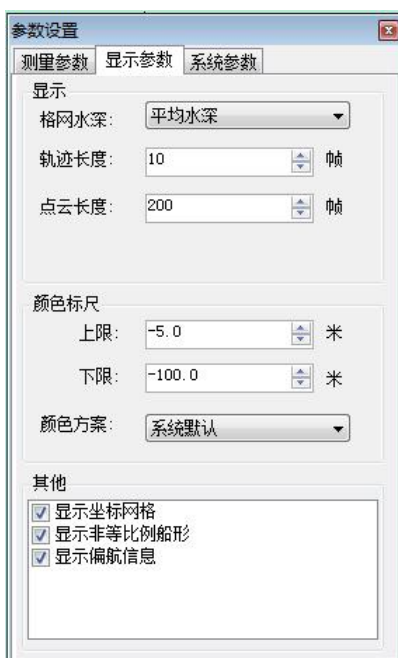 参数设置
测量参数 显示参数 系统参数
显示
格网水深: 平均水深
轨迹长度: 10 帧
点云长度: 200 帧
颜色标尺
上限: -5.0 米
下限: -100.0 米
颜色方案: 系统默认
其他
显示坐标网格
显示非等比例船形
显示偏航信息